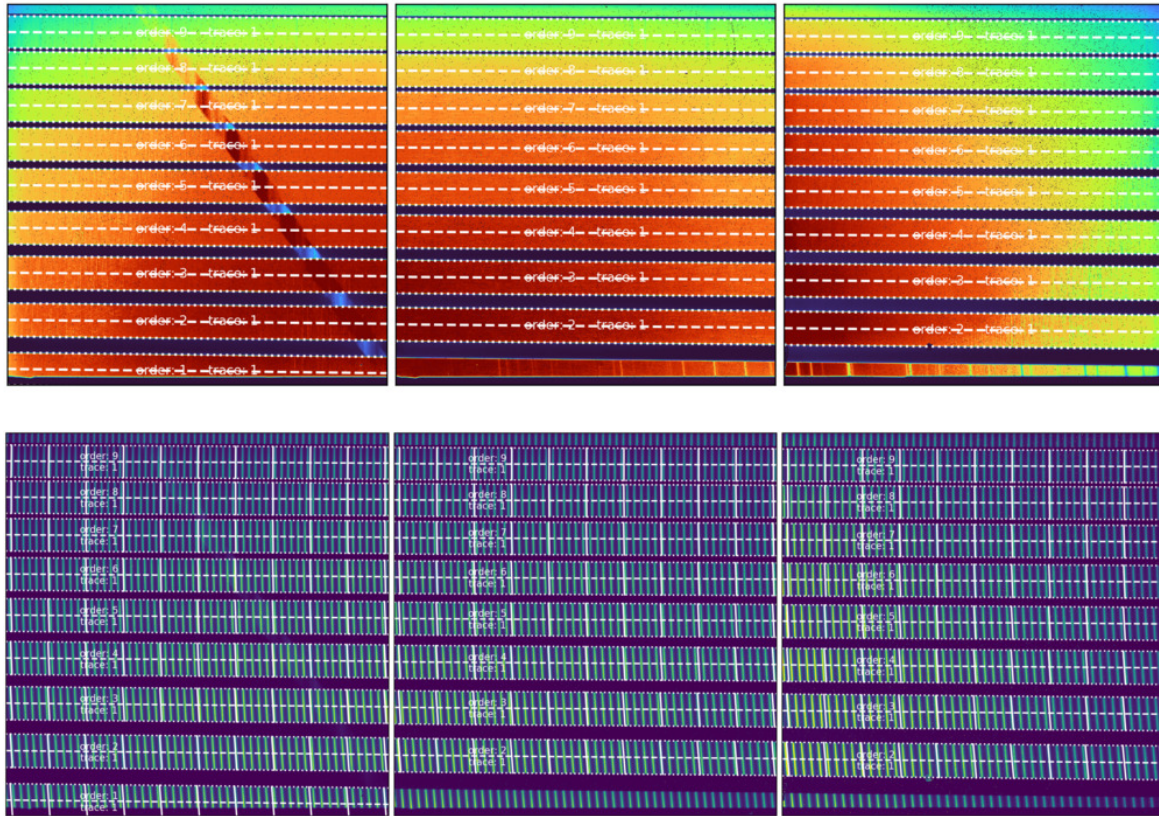 order: 9 trace: 1
order: 8 trace: 1
order: 7 trace: 1
order: 6 trace: 1
order: 5 trace: 1
order: 4 trace: 1
order: 3 trace: 1
order: 2 trace: 1
order: 1 trace: 1
order: 9 trace: 1
order: 8 trace: 1
order: 7 trace: 1
order: 6 trace: 1
order: 5 trace: 1
order: 4 trace: 1
order: 3 trace: 1
order: 2 trace: 1
order: 9 trace: 1
order: 8 trace: 1
order: 7 trace: 1
order: 6 trace: 1
order: 5 trace: 1
order: 4 trace: 1
order: 3 trace: 1
order: 2 trace: 1
order: 9
trace: 1
order: 8
trace: 1
order: 7
trace: 1
order: 6
trace: 1
order: 5
trace: 1
order: 4
trace: 1
order: 3
trace: 1
order: 2
trace: 1
order: 1
trace: 1
order: 9
trace: 1
order: 8
trace: 1
order: 7
trace: 1
order: 6
trace: 1
order: 5
trace: 1
order: 4
trace: 1
order: 3
trace: 1
order: 2
trace: 1
order: 9
trace: 1
order: 8
trace: 1
order: 7
trace: 1
order: 6
trace: 1
order: 5
trace: 1
order: 4
trace: 1
order: 3
trace: 1
order: 2
trace: 1